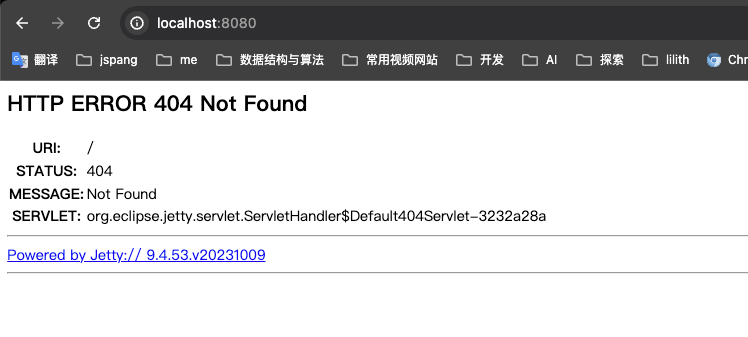 localhost:8080
翻译 jspang me 数据结构与算法 常用视频网站 开发 AI 探索 lilith Chr
HTTP ERROR 404 Not Found
URI: /
STATUS: 404
MESSAGE: Not Found
SERVLET: org.eclipse.jetty.servlet.ServletHandler$Default404Servlet-3232a28a
Powered by Jetty:// 9.4.53.v20231009